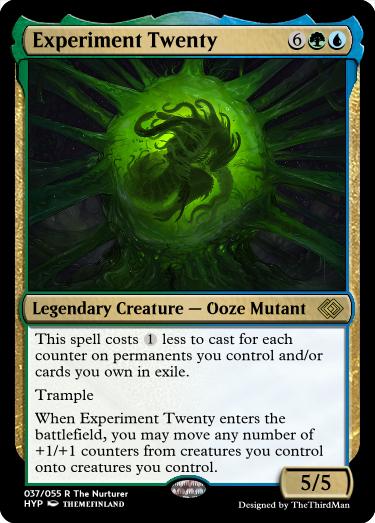 Experiment Twenty 6
Legendary Creature — Ooze Mutant
This spell costs 1 less to cast for each
counter on permanents you control and/or
cards you own in exile.
Trample
When Experiment Twenty enters the
battlefield, you may move any number of
+1/+1 counters from creatures you control
onto creatures you control.
5/5
037/055 R The Nurturer
HYP THEMEFINLAND
Designed by TheThirdMan